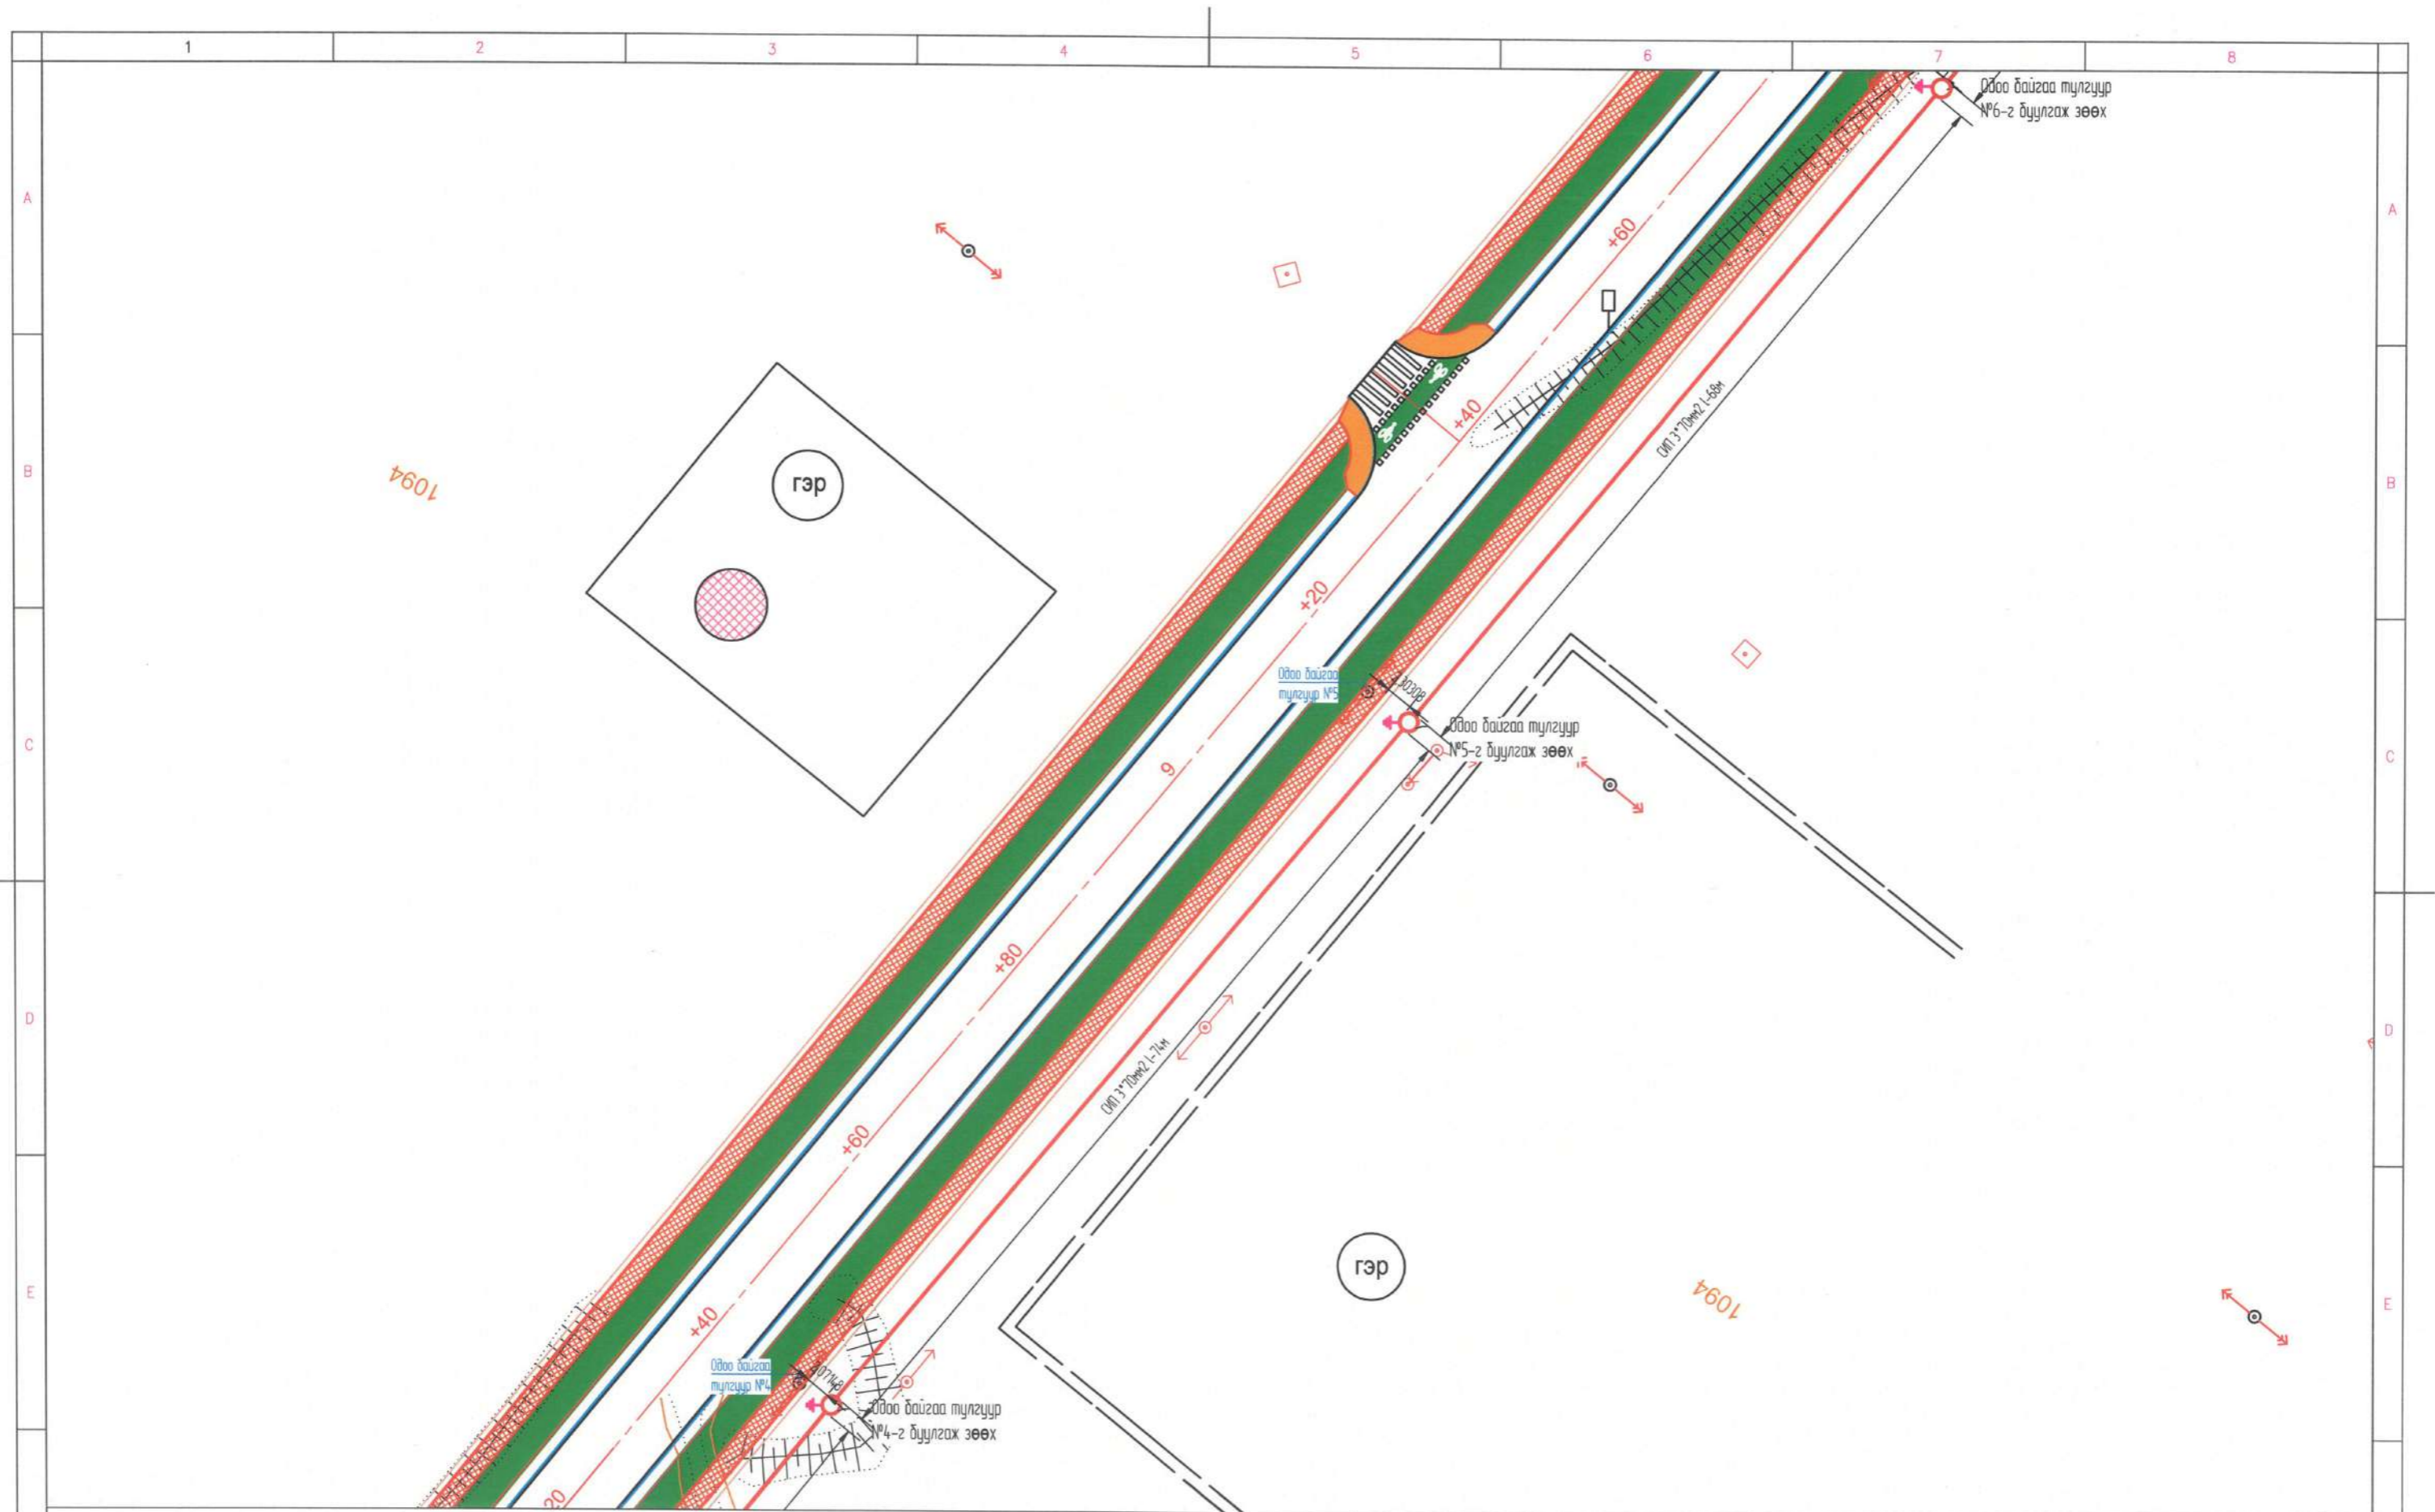 1 2 3 4 5 6 7 8
Одоо байгаа тулгуур
№6-г буулгаж зөөх
A
A
+60
+40
СИП 3*70мм2 l-68м
B
B
1094
гэр
+20
Одоо байгаа
тулгуур №5
4.30308
Одоо байгаа тулгуур
№5-г буулгаж зөөх
C
C
9
+80
D
D
СИП 3*70мм2 l-74м
+60
гэр
1094
E
E
+40
Одоо байгаа
тулгуур №4
Одоо байгаа тулгуур
№4-г буулгаж зөөх
20